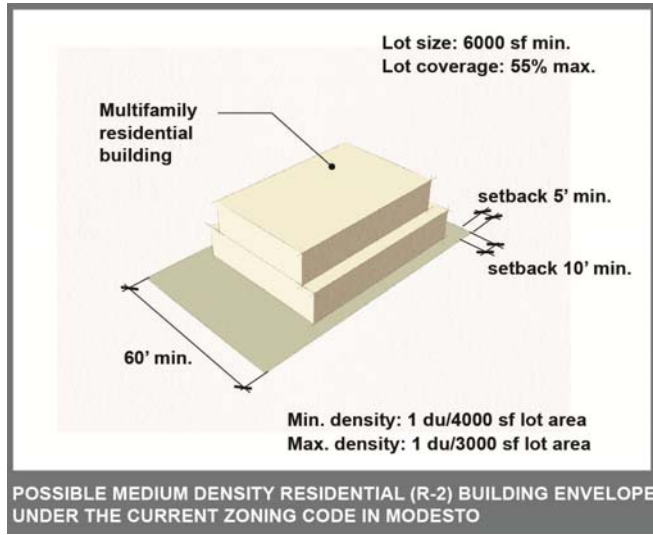 Lot size: 6000 sf min.
Lot coverage: 55% max.
Multifamily
residential
building
setback 5' min.
setback 10' min.
60' min.
Min. density: 1 du/4000 sf lot area
Max. density: 1 du/3000 sf lot area
POSSIBLE MEDIUM DENSITY RESIDENTIAL (R-2) BUILDING ENVELOPE
UNDER THE CURRENT ZONING CODE IN MODESTO